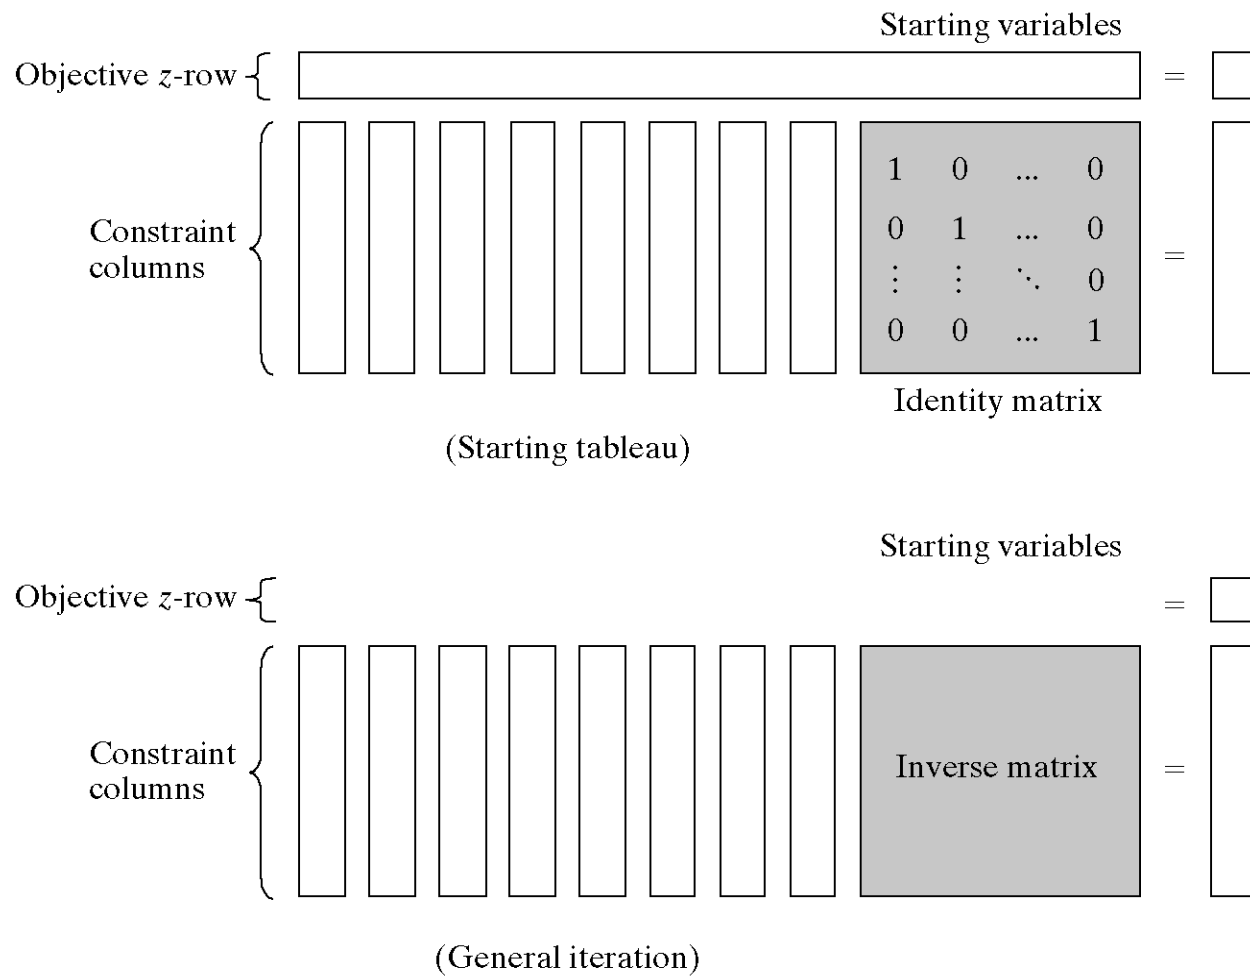 Starting variables
Objective z-row =
1 0 ... 0
0 1 ... 0
Constraint
columns
=
⋮ ⋮ ⋱ 0
0 0 ... 1
Identity matrix
(Starting tableau)
Starting variables
Objective z-row =
Constraint
columns
Inverse matrix =
(General iteration)